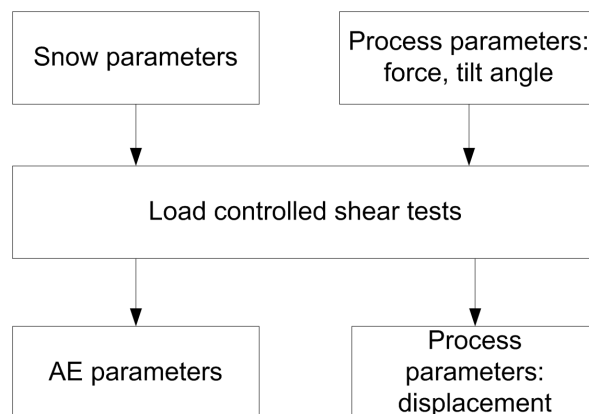 Snow parameters
Process parameters:
force, tilt angle
Load controlled shear tests
AE parameters
Process
parameters:
displacement